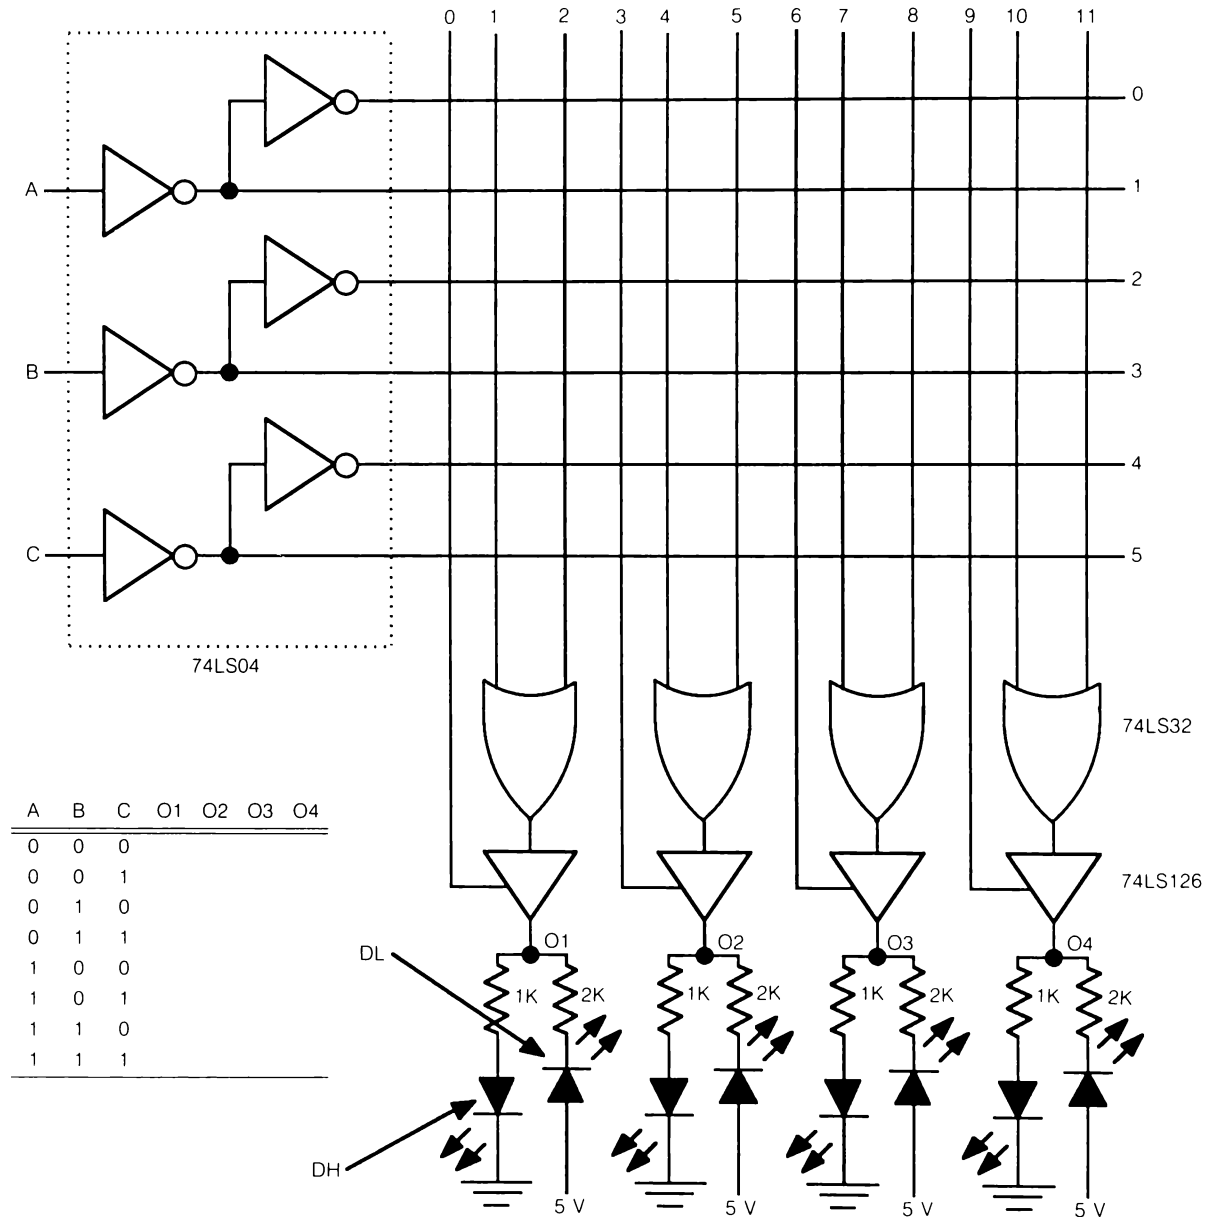 0 1 2 3 4 5 6 7 8 9 10 11
0
A
1
2
B
3
4
C
5
74LS04
74LS32
A B C O1 O2 O3 O4
0 0 0
0 0 1
0 1 0
0 1 1
1 0 0
1 0 1
1 1 0
1 1 1
74LS126
O1 O2 O3 O4
DL
1K 2K 1K 2K 1K 2K 1K 2K
DH
5 V 5 V 5 V 5 V